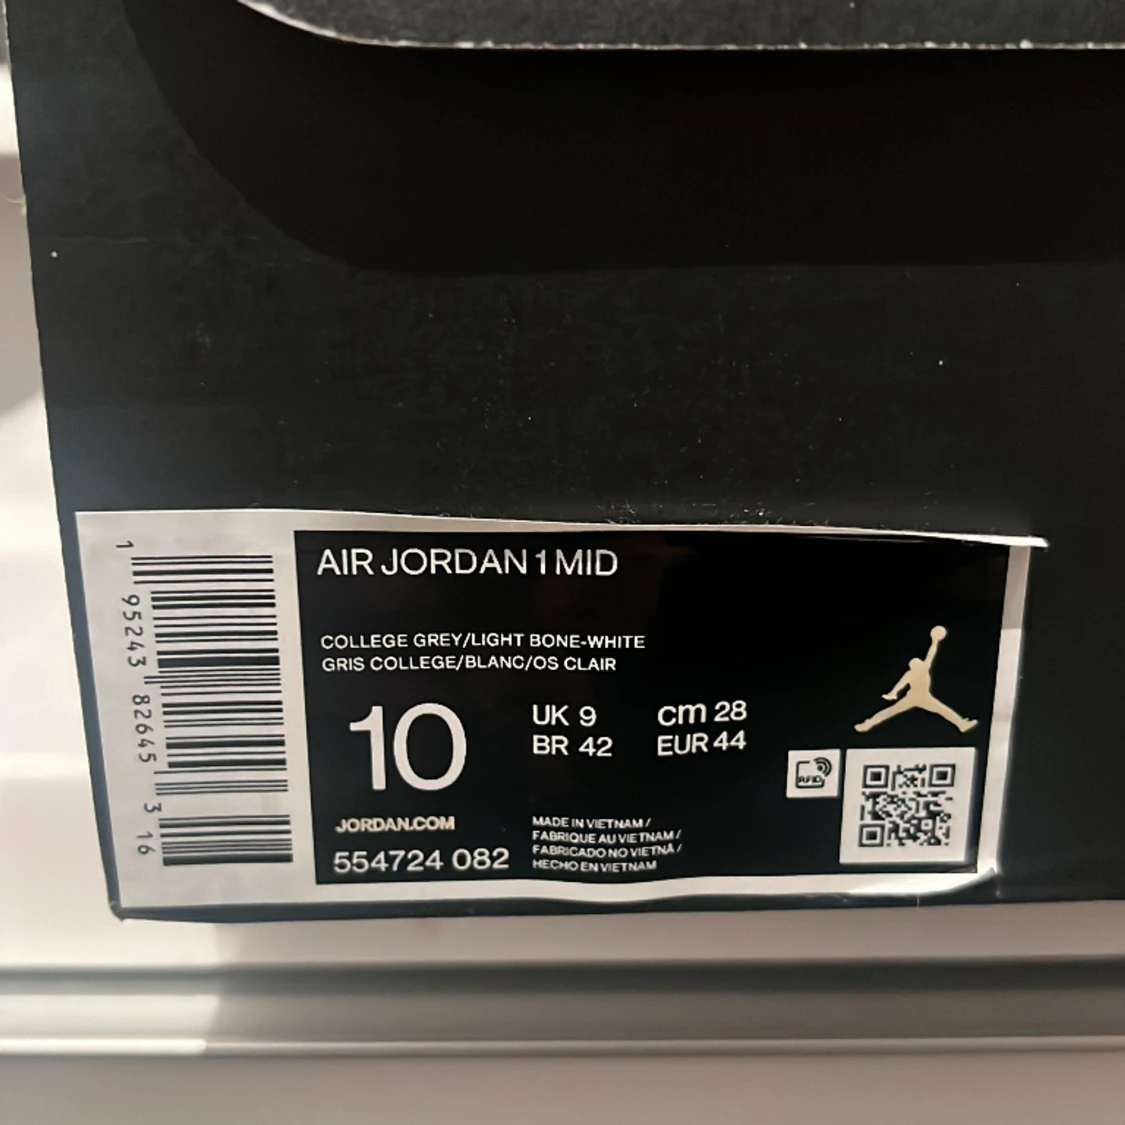 1 95243 82645 3 16
AIR JORDAN 1 MID
COLLEGE GREY/LIGHT BONE-WHITE
GRIS COLLEGE/BLANC/OS CLAIR
10
UK 9
cm 28
BR 42
EUR 44
RFID
JORDAN.COM
554724 082
MADE IN VIETNAM /
FABRIQUE AU VIETNAM /
FABRICADO NO VIETNÃ /
HECHO EN VIETNAM